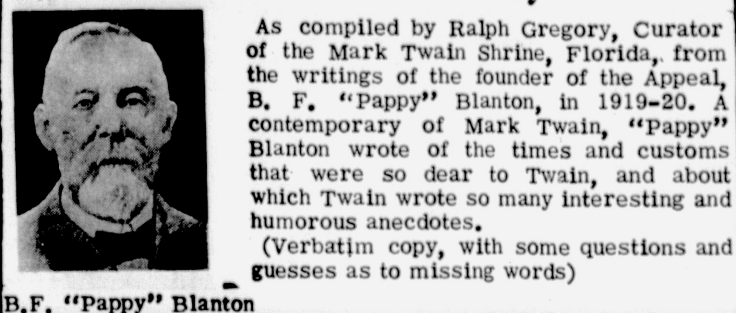 As compiled by Ralph Gregory, Curator
of the Mark Twain Shrine, Florida,. from
the writings of the founder of the Appeal,
B. F. "Pappy" Blanton, in 1919-20. A
contemporary of Mark Twain, "Pappy"
Blanton wrote of the times and customs
that were so dear to Twain, and about
which Twain wrote so many interesting and
humorous anecdotes.
(Verbatim copy, with some questions and
guesses as to missing words)
B.F. "Pappy" Blanton